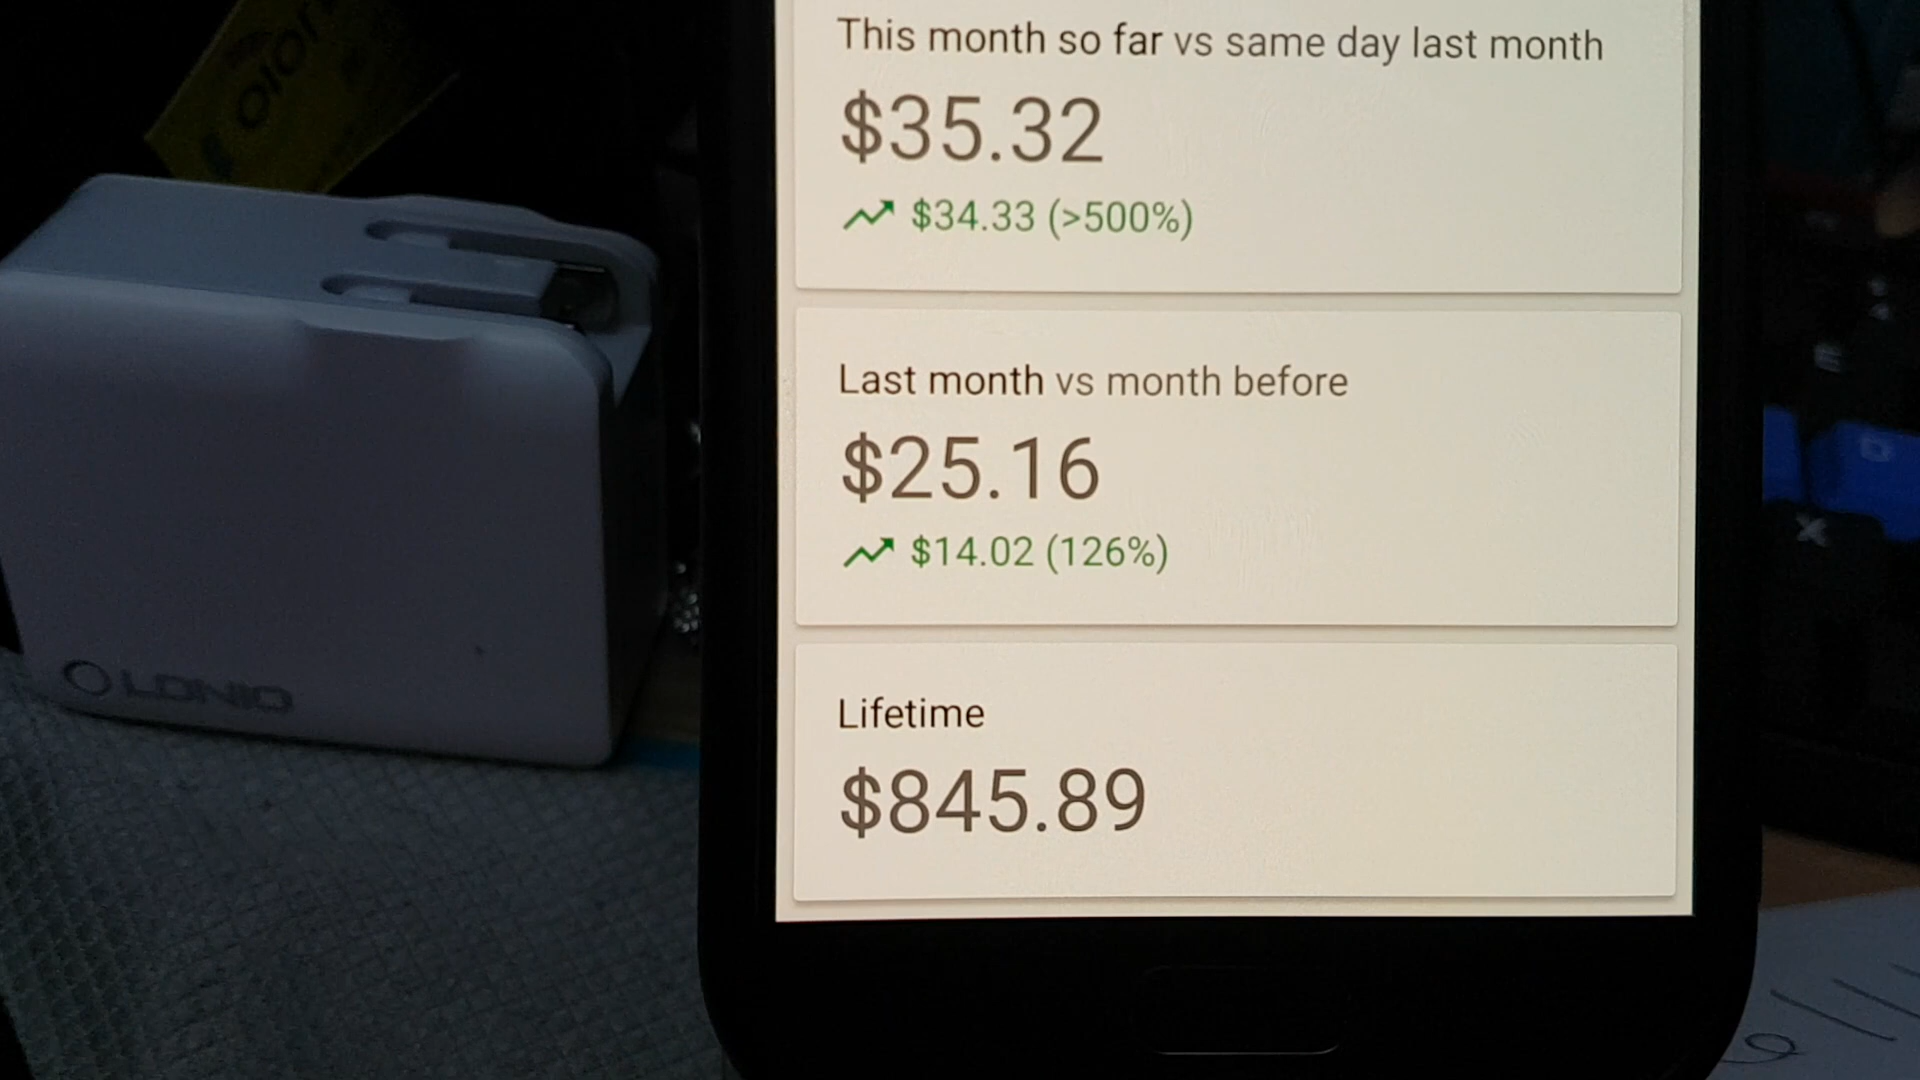 This month so far vs same day last month
$35.32
$34.33 (>500%)
Last month vs month before
$25.16
$14.02 (126%)
Lifetime
$845.89
LDNIO